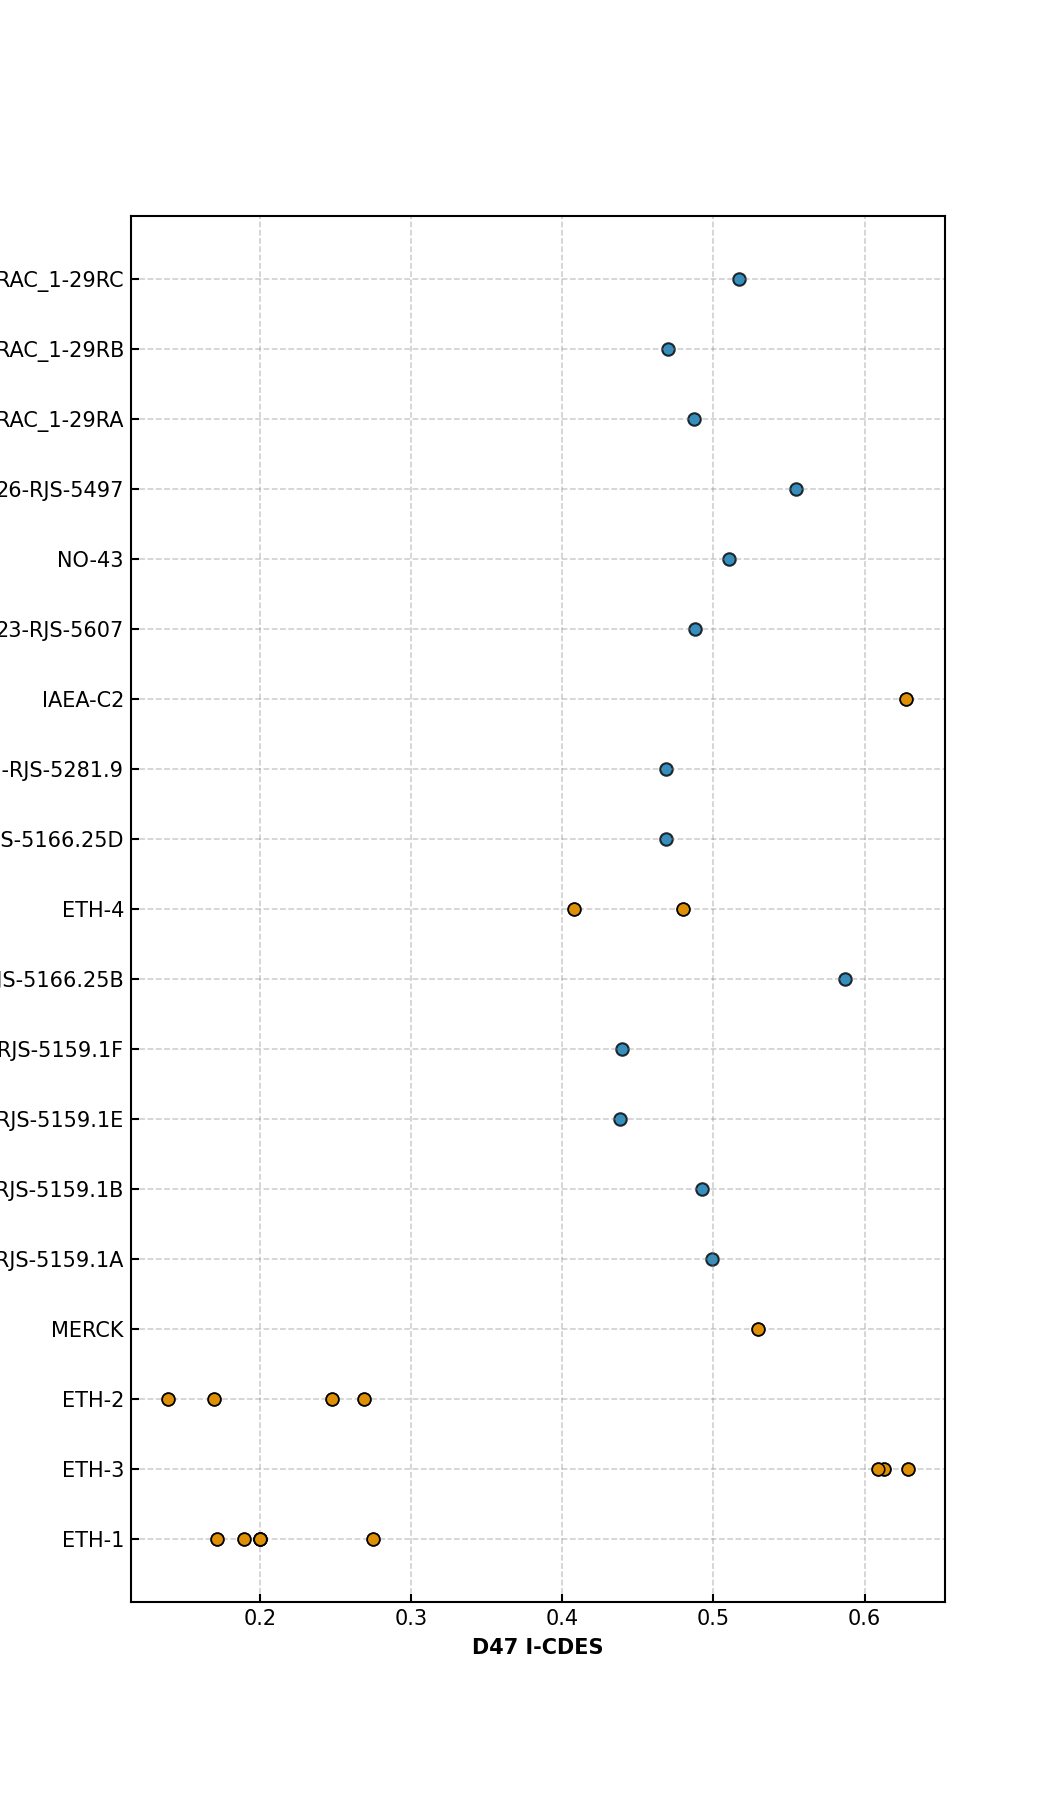 RAC_1-29RC
RAC_1-29RB
RAC_1-29RA
26-RJS-5497
NO-43
23-RJS-5607
IAEA-C2
-RJS-5281.9
S-5166.25D
ETH-4
JS-5166.25B
RJS-5159.1F
RJS-5159.1E
RJS-5159.1B
RJS-5159.1A
MERCK
ETH-2
ETH-3
ETH-1
0.2 0.3 0.4 0.5 0.6
D47 I-CDES